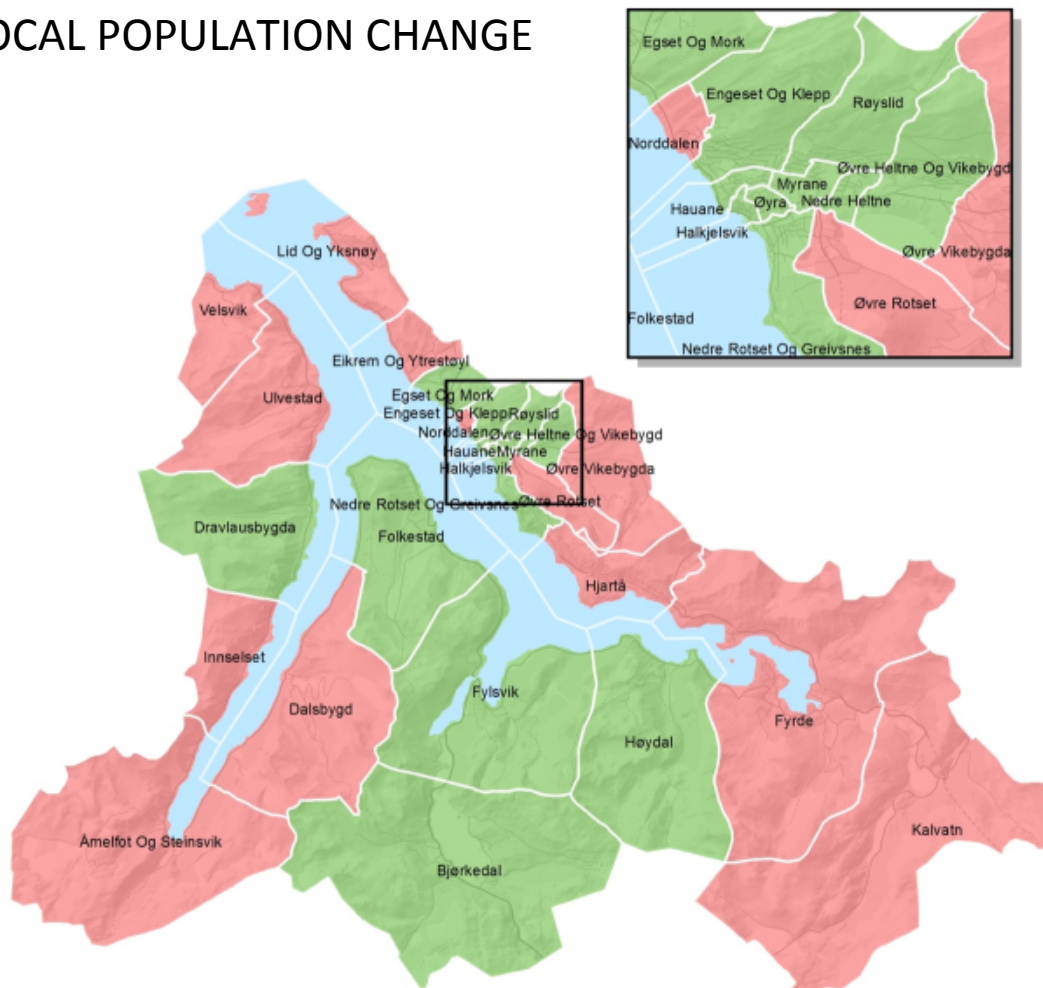 OCAL POPULATION CHANGE
Egset Og Mork
Engeset Og Klepp
Røyslid
Norddalen
Øvre Heltne Og Vikebygd
Myrane
Hauane
Øyra
Nedre Heltne
Halkjelsvik
Øvre Vikebygda
Øvre Rotset
Folkestad
Nedre Rotset Og Greivsnes
Lid Og Yksnøy
Velsvik
Eikrem Og Ytrestøyl
Ulvestad
Egset Og Mork
Engeset Og Klepp
Røyslid
Norddalen
Øvre Heltne Og Vikebygd
Hauane
Myrane
Halkjelsvik
Øvre Vikebygda
Nedre Rotset Og Greivsnes
Øvre Rotset
Dravlausbygda
Folkestad
Hjartå
Innselset
Dalsbygd
Fylsvik
Fyrde
Høydal
Åmelfot Og Steinsvik
Kalvatn
Bjørkedal